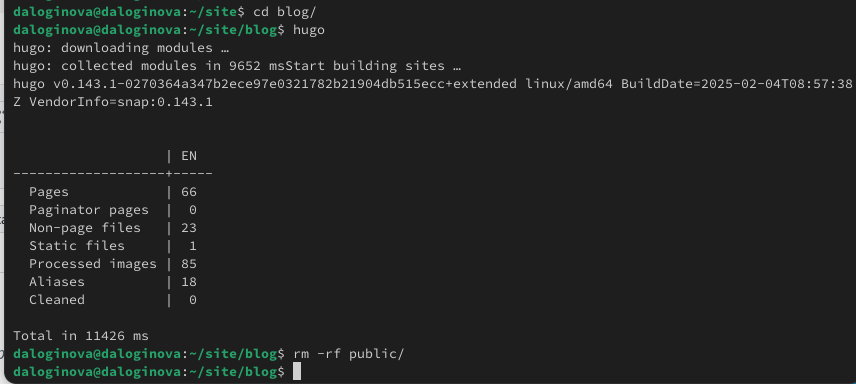 daloginova@daloginova:~/site$ cd blog/
daloginova@daloginova:~/site/blog$ hugo
hugo: downloading modules …
hugo: collected modules in 9652 msStart building sites …
hugo v0.143.1-0270364a347b2ece97e0321782b21904db515ecc+extended linux/amd64 BuildDate=2025-02-04T08:57:38
Z VendorInfo=snap:0.143.1
                   | EN
-------------------+-----
  Pages            | 66
  Paginator pages  |  0
  Non-page files   | 23
  Static files     |  1
  Processed images | 85
  Aliases          | 18
  Cleaned          |  0
Total in 11426 ms
daloginova@daloginova:~/site/blog$ rm -rf public/
daloginova@daloginova:~/site/blog$